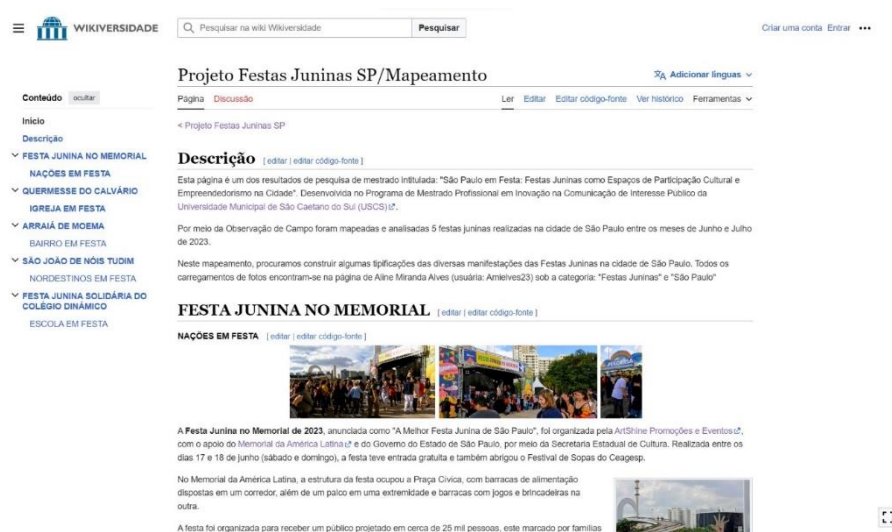 WIKIVERSIDADE
Pesquisar na wiki Wikiversidade
Pesquisar
Criar uma conta Entrar
Projeto Festas Juninas SP/Mapeamento
Adicionar línguas
Página Discussão
Ler Editar Editar código-fonte Ver histórico Ferramentas
Conteúdo ocultar
Início
Descrição
FESTA JUNINA NO MEMORIAL
NAÇÕES EM FESTA
QUERMESSE DO CALVÁRIO
IGREJA EM FESTA
ARRAIÁ DE MOEMA
BAIRRO EM FESTA
SÃO JOÃO DE NÓIS TUDIM
NORDESTINOS EM FESTA
FESTA JUNINA SOLIDÁRIA DO
COLÉGIO DINÂMICO
ESCOLA EM FESTA
< Projeto Festas Juninas SP
Descrição [ editar | editar código-fonte ]
Esta página é um dos resultados de pesquisa de mestrado intitulada: "São Paulo em Festa: Festas Juninas como Espaços de Participação Cultural e
Empreendedorismo na Cidade". Desenvolvida no Programa de Mestrado Profissional em Inovação na Comunicação de Interesse Público da
Universidade Municipal de São Caetano do Sul (USCS).
Por meio da Observação de Campo foram mapeadas e analisadas 5 festas juninas realizadas na cidade de São Paulo entre os meses de Junho e Julho
de 2023.
Neste mapeamento, procuramos construir algumas tipificações das diversas manifestações das Festas Juninas na cidade de São Paulo. Todos os
carregamentos de fotos encontram-se na página de Aline Miranda Alves (usuária: Amielves23) sob a categoria: "Festas Juninas" e "São Paulo"
FESTA JUNINA NO MEMORIAL [ editar | editar código-fonte ]
NAÇÕES EM FESTA [ editar | editar código-fonte ]
A Festa Junina no Memorial de 2023, anunciada como "A Melhor Festa Junina de São Paulo", foi organizada pela ArtShine Promoções e Eventos,
com o apoio do Memorial da América Latina e do Governo do Estado de São Paulo, por meio da Secretaria Estadual de Cultura. Realizada entre os
dias 17 e 18 de junho (sábado e domingo), a festa teve entrada gratuita e também abrigou o Festival de Sopas do Ceagesp.
No Memorial da América Latina, a estrutura da festa ocupou a Praça Cívica, com barracas de alimentação
dispostas em um corredor, além de um palco em uma extremidade e barracas com jogos e brincadeiras na
outra.
A festa foi organizada para receber um público projetado em cerca de 25 mil pessoas, este marcado por famílias